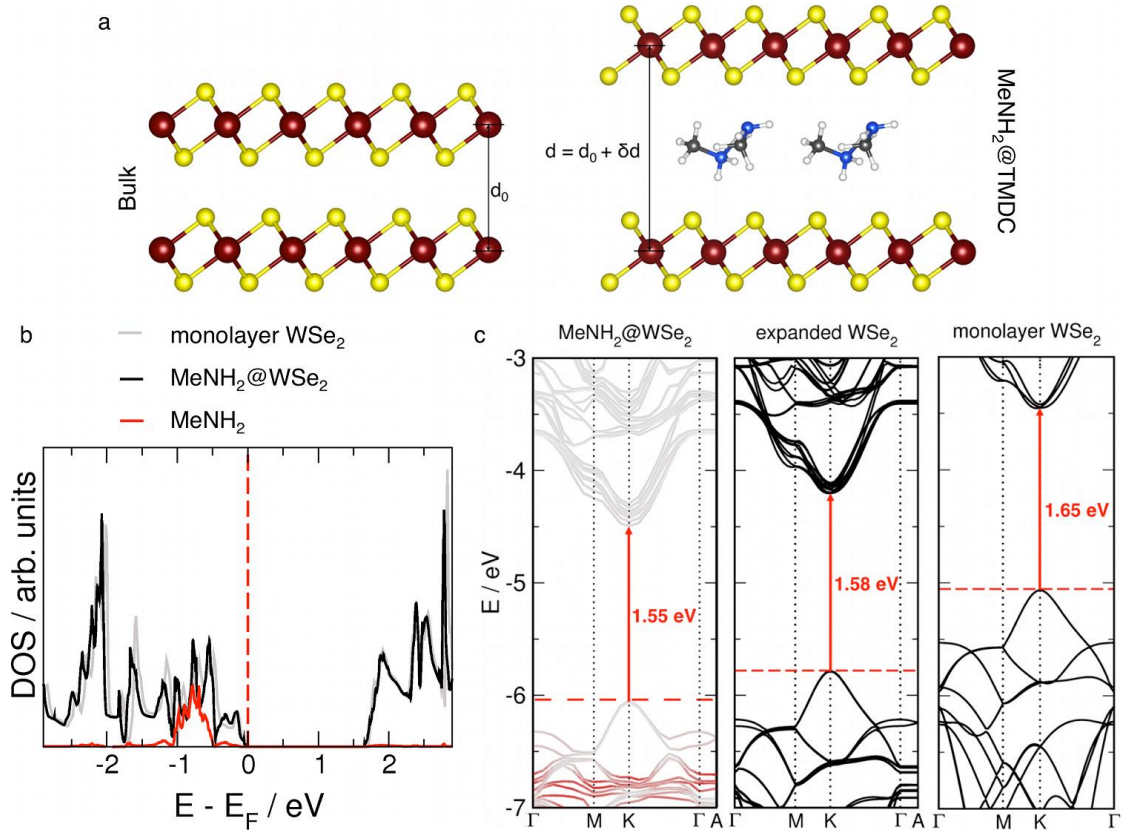 a
Bulk
d₀
d = d₀ + δd
MeNH₂@TMDC
b
monolayer WSe₂
MeNH₂@WSe₂
MeNH₂
DOS / arb. units
-2 -1 0 1 2
E - E_F / eV
c
MeNH₂@WSe₂ expanded WSe₂ monolayer WSe₂
E / eV
-3
-4
-5
-6
-7
1.55 eV
1.58 eV
1.65 eV
Γ M K Γ A Γ M K Γ A Γ M K Γ